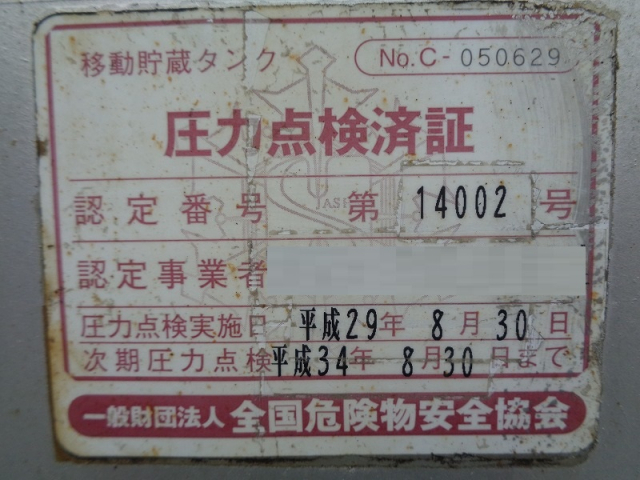 移動貯蔵タンク No.C-050629
圧力点検済証
認定番号 第 14002 号
認定事業者
圧力点検実施日 平成29年 8月30日
次期圧力点検 平成34年 8月30日まで
一般財団法人 全国危険物安全協会